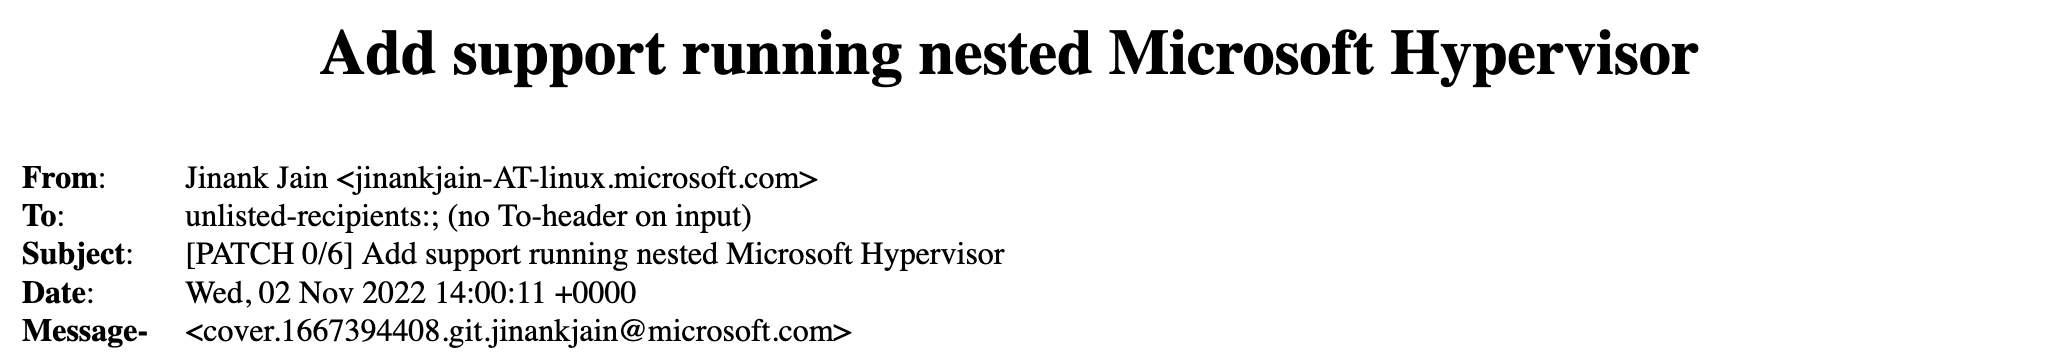 Add support running nested Microsoft Hypervisor
From: Jinank Jain <jinankjain-AT-linux.microsoft.com>
To: unlisted-recipients:; (no To-header on input)
Subject: [PATCH 0/6] Add support running nested Microsoft Hypervisor
Date: Wed, 02 Nov 2022 14:00:11 +0000
Message- <cover.1667394408.git.jinankjain@microsoft.com>